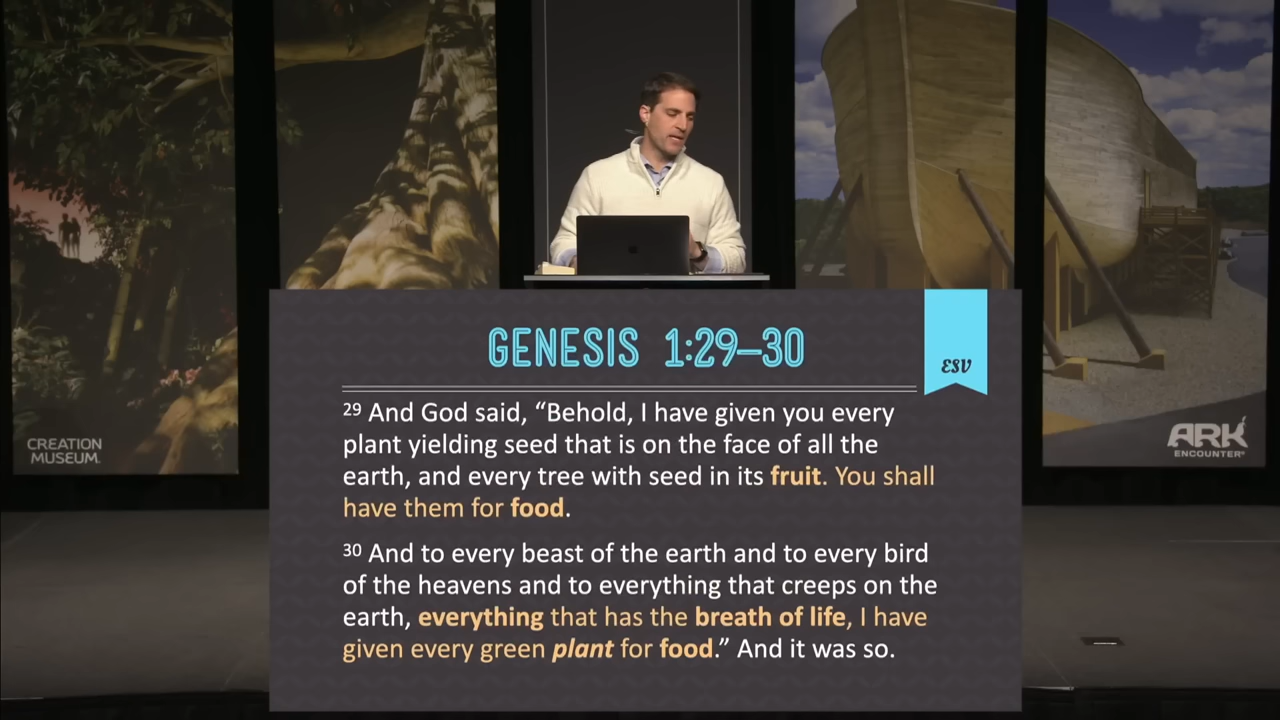 GENESIS 1:29–30
ESV
29 And God said, “Behold, I have given you every
plant yielding seed that is on the face of all the
earth, and every tree with seed in its fruit. You shall
have them for food.
30 And to every beast of the earth and to every bird
of the heavens and to everything that creeps on the
earth, everything that has the breath of life, I have
given every green plant for food.” And it was so.
CREATION
MUSEUM
ARK
ENCOUNTER